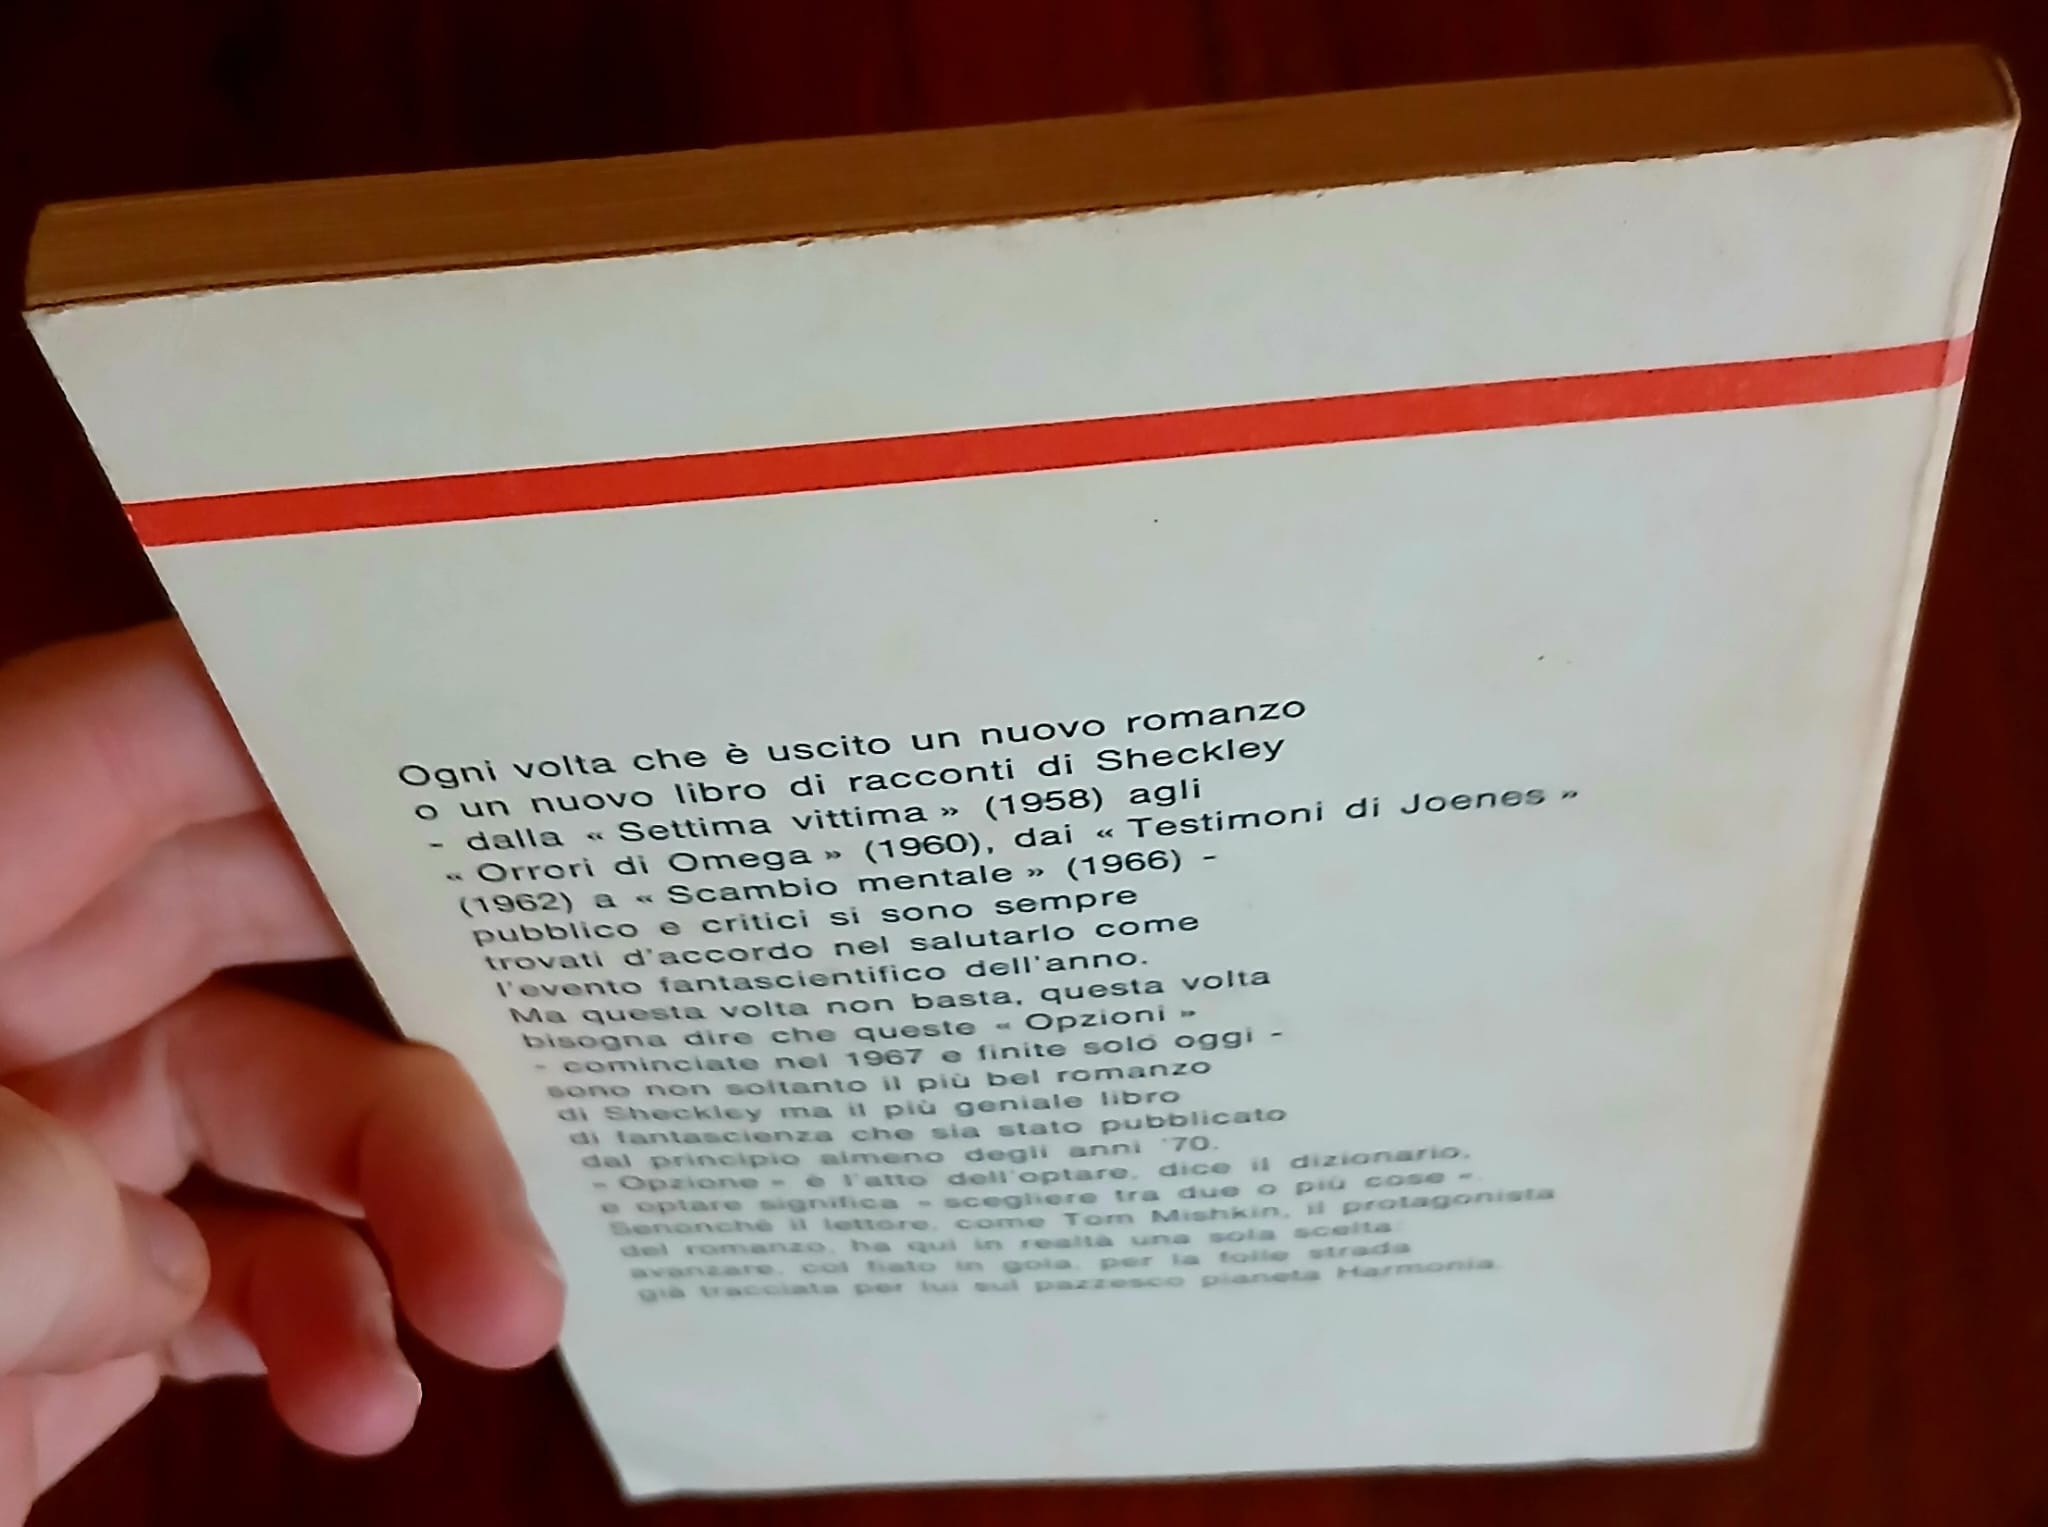 Ogni volta che è uscito un nuovo romanzo
o un nuovo libro di racconti di Sheckley
- dalla « Settima vittima » (1958) agli
« Orrori di Omega » (1960), dai « Testimoni di Joenes »
(1962) a « Scambio mentale » (1966) -
pubblico e critici si sono sempre
trovati d'accordo nel salutarlo come
l'evento fantascientifico dell'anno.
Ma questa volta non basta, questa volta
bisogna dire che queste « Opzioni »
- cominciate nel 1967 e finite solo oggi -
sono non soltanto il più bel romanzo
di Sheckley ma il più geniale libro
di fantascienza che sia stato pubblicato
dal principio almeno degli anni '70.
« Opzione » è l'atto dell'optare, dice il dizionario,
e optare significa « scegliere tra due o più cose ».
Senonché il lettore, come Tom Mishkin, il protagonista
del romanzo, ha qui in realtà una sola scelta:
avanzare, col fiato in gola, per la folle strada
già tracciata per lui sul pazzesco pianeta Harmonia.